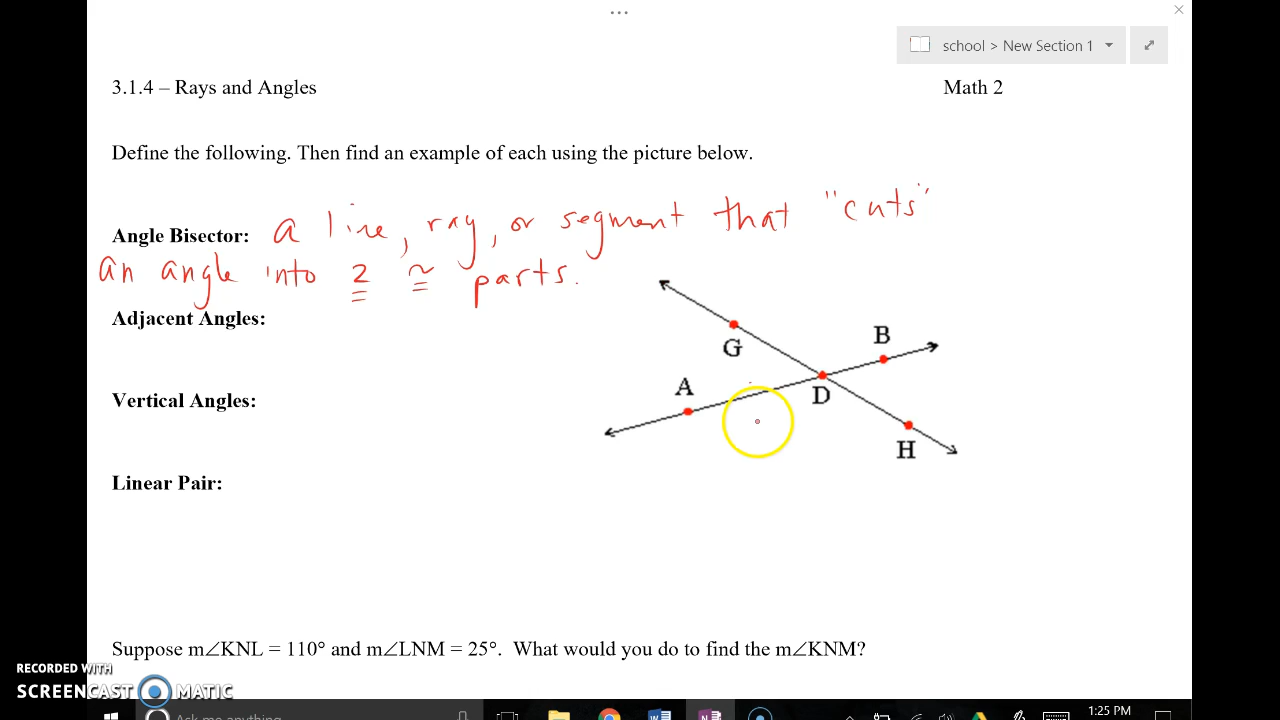 ...
school > New Section 1
3.1.4 – Rays and Angles
Math 2
Define the following. Then find an example of each using the picture below.
Angle Bisector: a line, ray, or segment that "cuts"
an angle into 2 ≅ parts.
Adjacent Angles:
Vertical Angles:
Linear Pair:
G
B
A
D
H
Suppose m∠KNL = 110° and m∠LNM = 25°. What would you do to find the m∠KNM?
RECORDED WITH
SCREENCAST MATIC
Ask me anything
1:25 PM